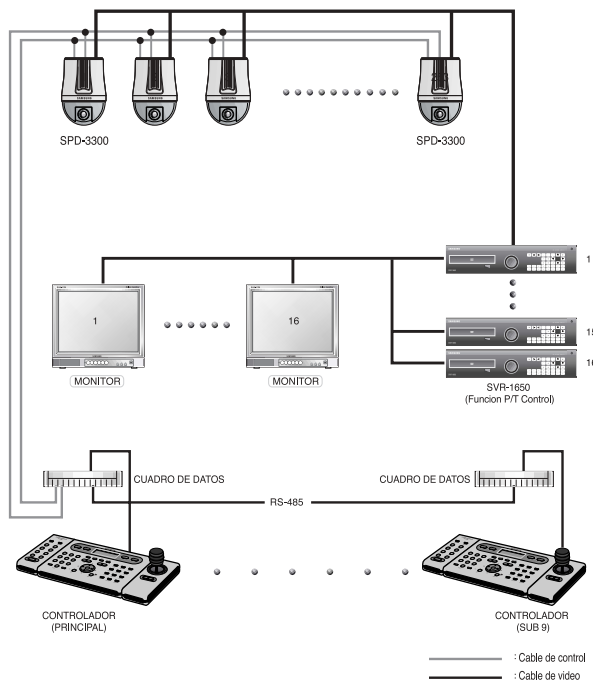 SPD-3300
SPD-3300
1
1
16
15
16
MONITOR
MONITOR
SVR-1650
(Funcion P/T Control)
CUADRO DE DATOS
CUADRO DE DATOS
RS-485
CONTROLADOR
(PRINCIPAL)
CONTROLADOR
(SUB 9)
: Cable de control
: Cable de video